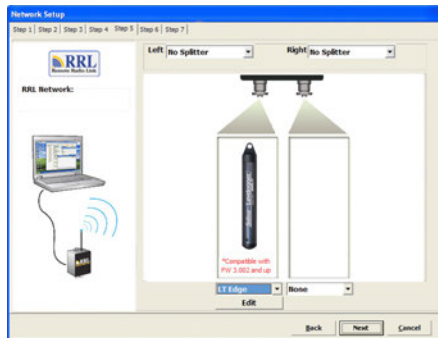 Network Setup
Step 1 | Step 2 | Step 3 | Step 4 | Step 5 | Step 6 | Step 7 |
RRL
Remote Radio Link
RRL Network:
Left No Splitter Right No Splitter
Solinst Levelogger
*Compatible with
FW 3.002 and up
LT Edge None
Edit
Back Next Cancel